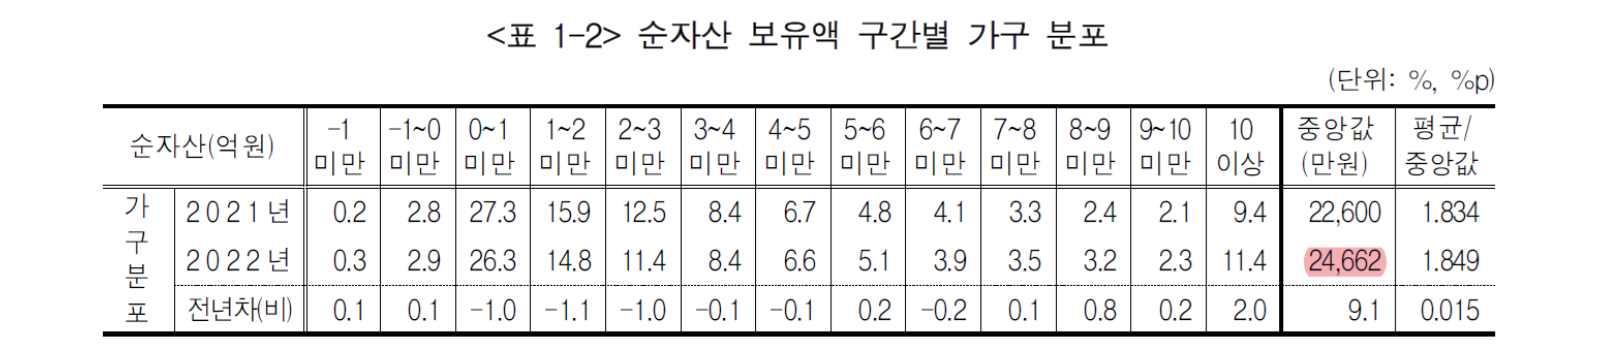 <표 1-2> 순자산 보유액 구간별 가구 분포
(단위: %, %p)
순자산(억원) -1 미만 -1~0 미만 0~1 미만 1~2 미만 2~3 미만 3~4 미만 4~5 미만 5~6 미만 6~7 미만 7~8 미만 8~9 미만 9~10 미만 10 이상 중앙값 (만원) 평균/ 중앙값
가구분포
2021년 0.2 2.8 27.3 15.9 12.5 8.4 6.7 4.8 4.1 3.3 2.4 2.1 9.4 22,600 1.834
2022년 0.3 2.9 26.3 14.8 11.4 8.4 6.6 5.1 3.9 3.5 3.2 2.3 11.4 24,662 1.849
전년차(비) 0.1 0.1 -1.0 -1.1 -1.0 -0.1 -0.1 0.2 -0.2 0.1 0.8 0.2 2.0 9.1 0.015